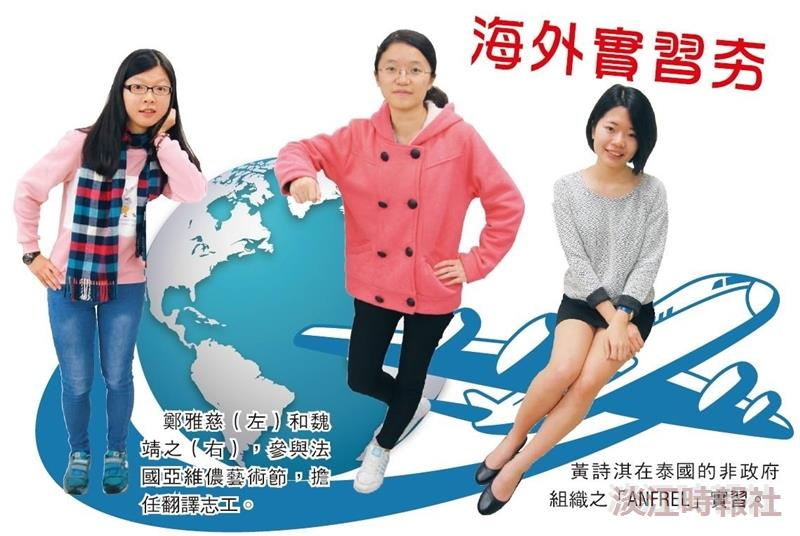 海外實習夯
鄭雅慈（左）和魏
靖之（右），參與法
國亞維儂藝術節，擔
任翻譯志工。
黃詩淇在泰國的非政府
組織之「ANFREL」實習。
淡江時報社